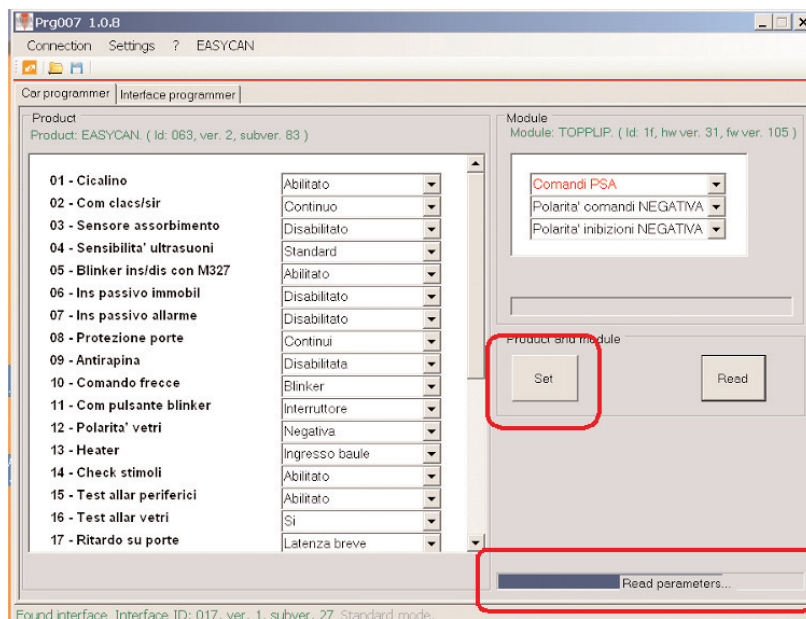 Prg007 1.0.8
Connection Settings ? EASYCAN
Car programmer Interface programmer
Product
Product: EASYCAN. ( Id: 063, ver. 2, subver. 83 )
01 - Cicalino Abilitato
02 - Com clacs/sir Continuo
03 - Sensore assorbimento Disabilitato
04 - Sensibilita' ultrasuoni Standard
05 - Blinker ins/dis con M327 Abilitato
06 - Ins passivo immobil Disabilitato
07 - Ins passivo allarme Disabilitato
08 - Protezione porte Continui
09 - Antirapina Disabilitata
10 - Comando frecce Blinker
11 - Com pulsante blinker Interruttore
12 - Polarita' vetri Negativa
13 - Heater Ingresso baule
14 - Check stimoli Abilitato
15 - Test allar periferici Abilitato
16 - Test allar vetri Si
17 - Ritardo su porte Latenza breve
Module
Module: TOPPLIP. ( Id: 1f, hw ver. 31, fw ver. 105 )
Comandi PSA
Polarita' comandi NEGATIVA
Polarita' inibizioni NEGATIVA
Product and module
Set Read
Read parameters...
Found interface. Interface ID: 017, ver. 1, subver. 27 Standard mode.